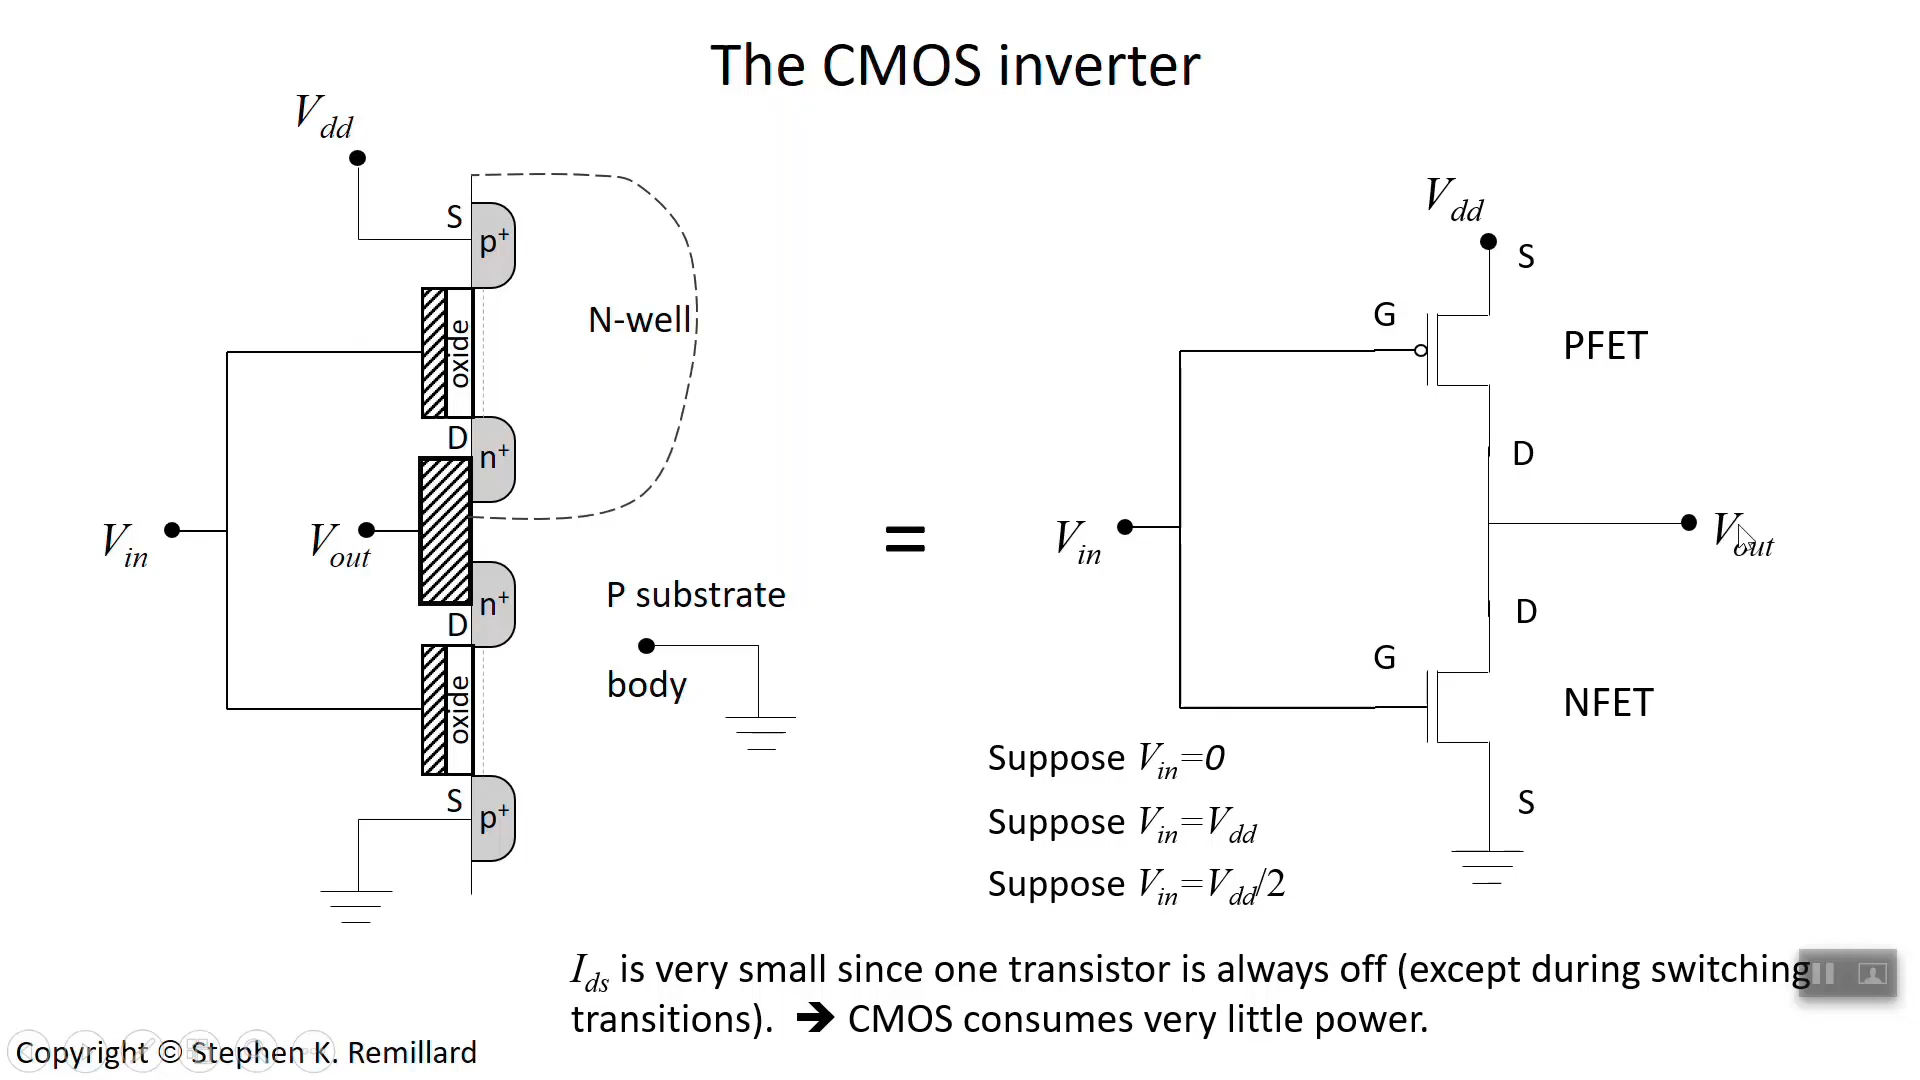 The CMOS inverter
Vdd
S
p+
oxide
N-well
D
n+
Vin
Vout
n+
D
P substrate
body
oxide
S
p+
=
Vdd
S
G
PFET
D
Vin
Vout
D
G
NFET
S
Suppose Vin=0
Suppose Vin=Vdd
Suppose Vin=Vdd/2
Ids is very small since one transistor is always off (except during switching
transitions). ➔ CMOS consumes very little power.
Copyright © Stephen K. Remillard